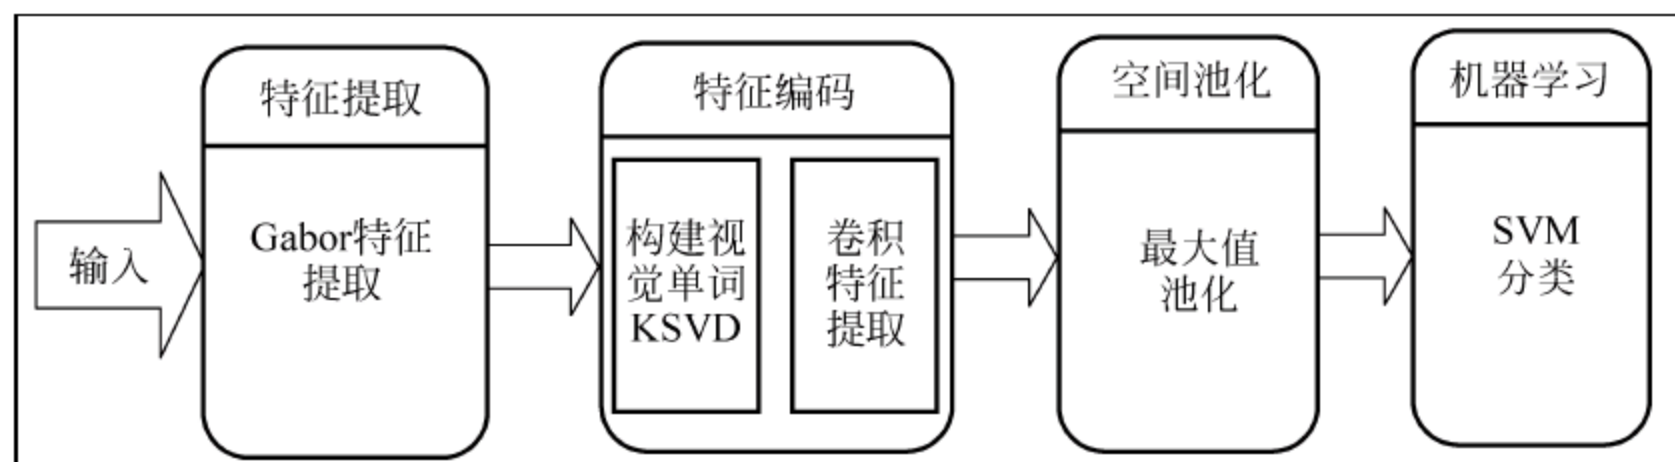 输入
特征提取
Gabor特征
提取
特征编码
构建视
觉单词
KSVD
卷积
特征
提取
空间池化
最大值
池化
机器学习
SVM
分类